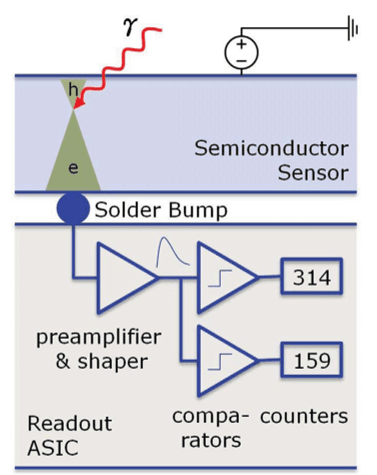 γ
+
−
h
e
Semiconductor
Sensor
Solder Bump
314
preamplifier
& shaper
159
compa-
rators
counters
Readout
ASIC